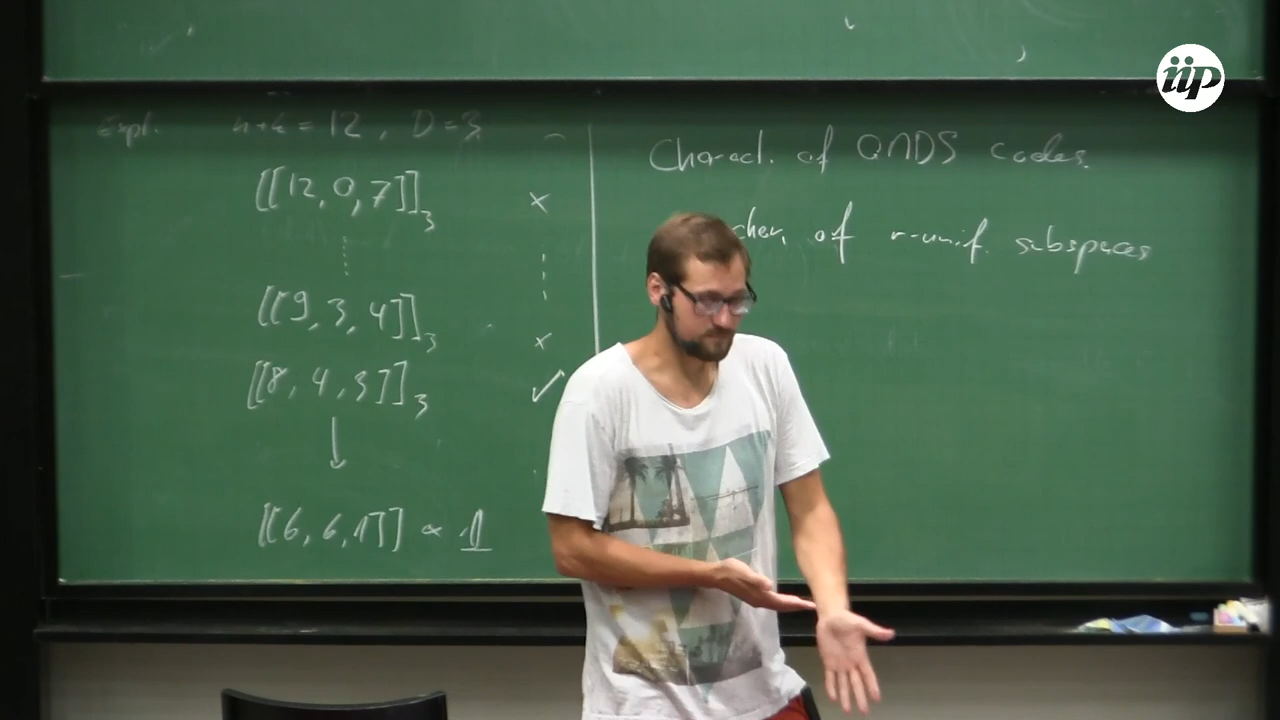 Expl. n+k = 12, D=3
[[12, 0, 7]]₃ ×
[[9, 3, 4]]₃ ×
[[8, 4, 3]]₃ ✓
↓
[[6, 6, 1]] ∝ 𝟙
Charact. of QMDS codes.
of r-unif. subspaces
iip